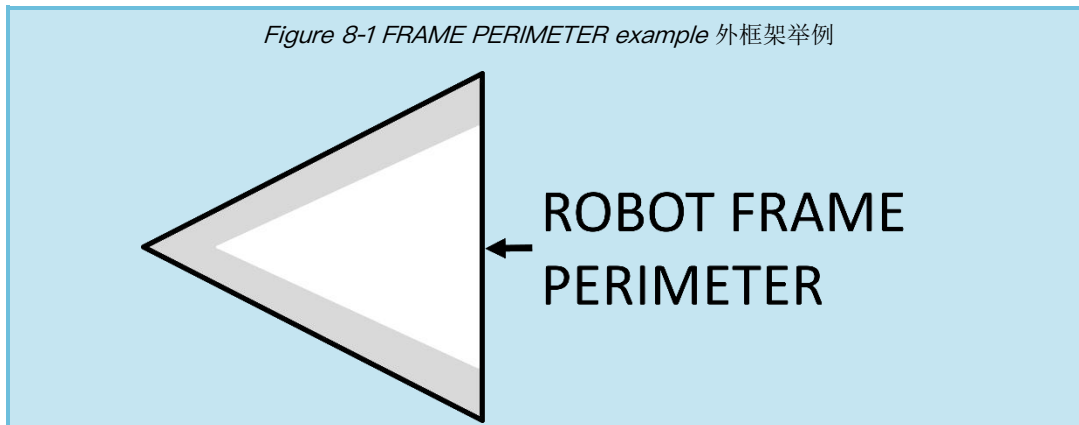 Figure 8-1 FRAME PERIMETER example 外框架举例
ROBOT FRAME
PERIMETER